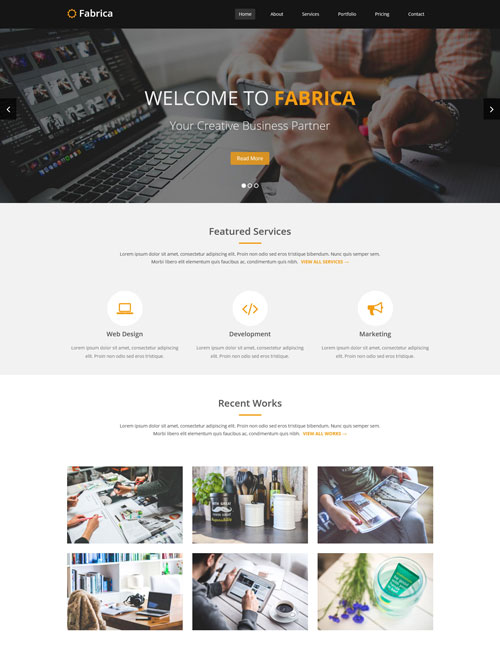 Fabrica
Home About Services Portfolio Pricing Contact
WELCOME TO FABRICA
Your Creative Business Partner
Read More
Featured Services
Lorem ipsum dolor sit amet, consectetur adipiscing elit. Proin non odio sed eros tristique bibendum. Nunc quis semper sem.
Morbi libero elit elementum quis faucibus ac, condimentum quis nibh. VIEW ALL SERVICES →
Web Design
Lorem ipsum dolor sit amet, consectetur adipiscing
elit. Proin non odio sed eros tristique.
Development
Lorem ipsum dolor sit amet, consectetur adipiscing
elit. Proin non odio sed eros tristique.
Marketing
Lorem ipsum dolor sit amet, consectetur adipiscing
elit. Proin non odio sed eros tristique.
Recent Works
Lorem ipsum dolor sit amet, consectetur adipiscing elit. Proin non odio sed eros tristique bibendum. Nunc quis semper sem.
Morbi libero elit elementum quis faucibus ac, condimentum quis nibh. VIEW ALL WORKS →